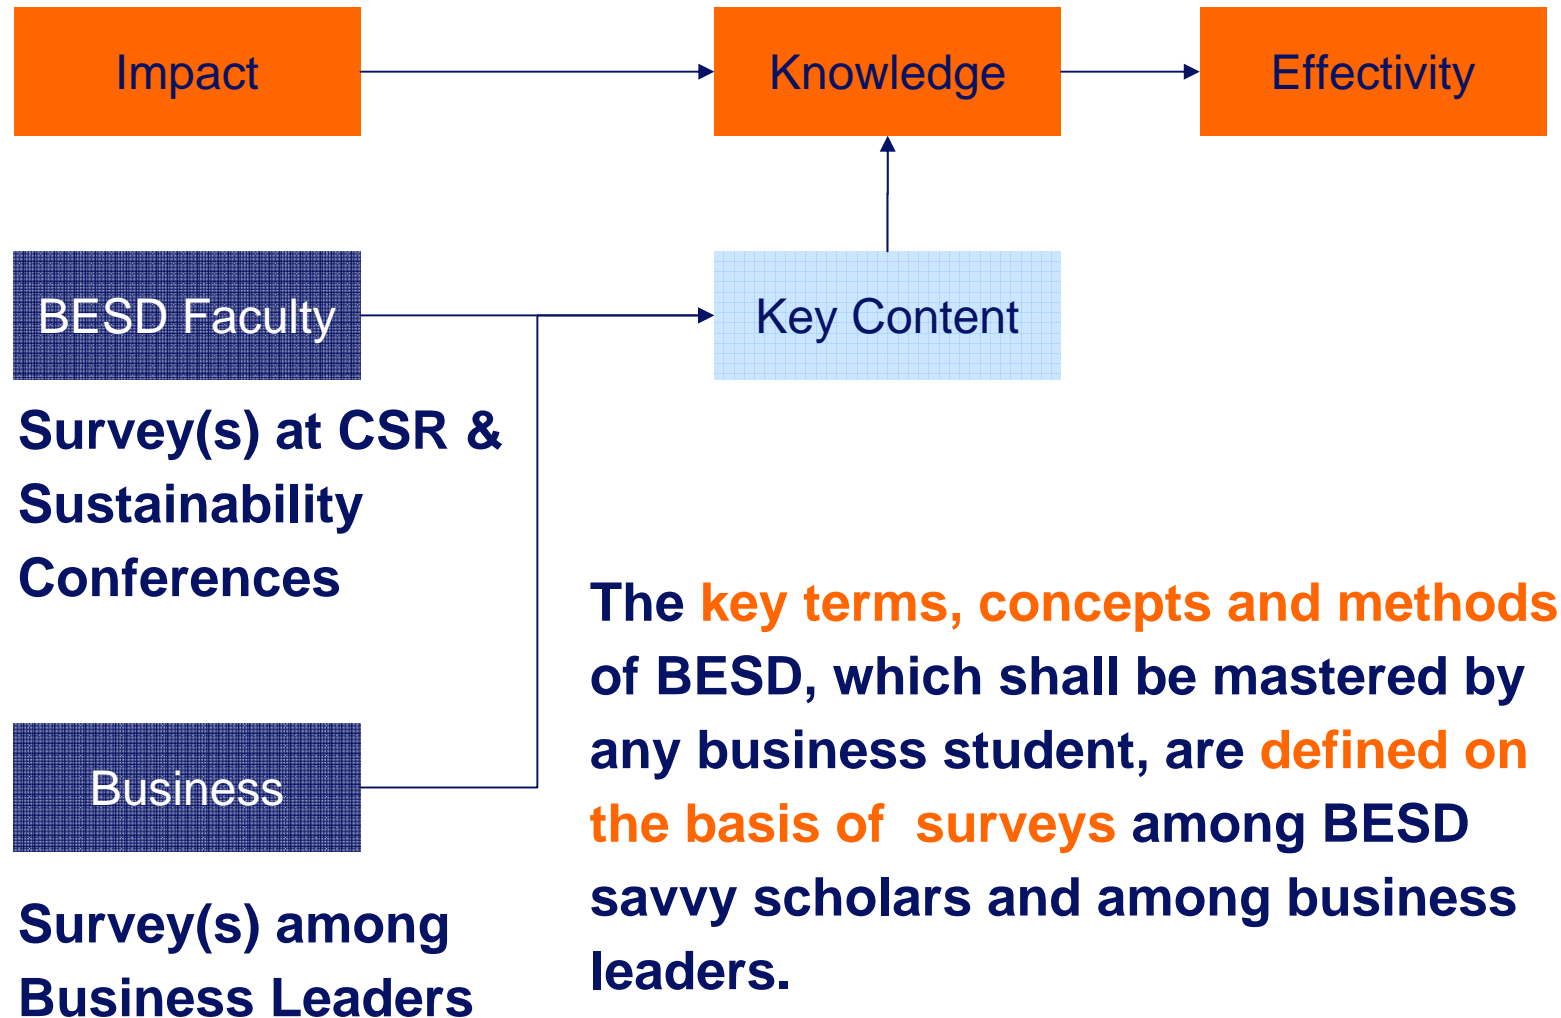 Impact
Knowledge
Effectivity
BESD Faculty
Key Content
Survey(s) at CSR &
Sustainability
Conferences
Business
Survey(s) among
Business Leaders
The key terms, concepts and methods
of BESD, which shall be mastered by
any business student, are defined on
the basis of  surveys among BESD
savvy scholars and among business
leaders.